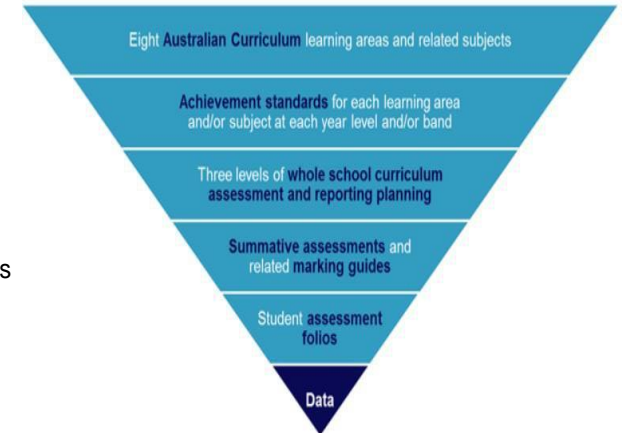 Eight Australian Curriculum learning areas and related subjects
Achievement standards for each learning area
and/or subject at each year level and/or band
Three levels of whole school curriculum
assessment and reporting planning
Summative assessments and
related marking guides
s
Student assessment
folios
Data